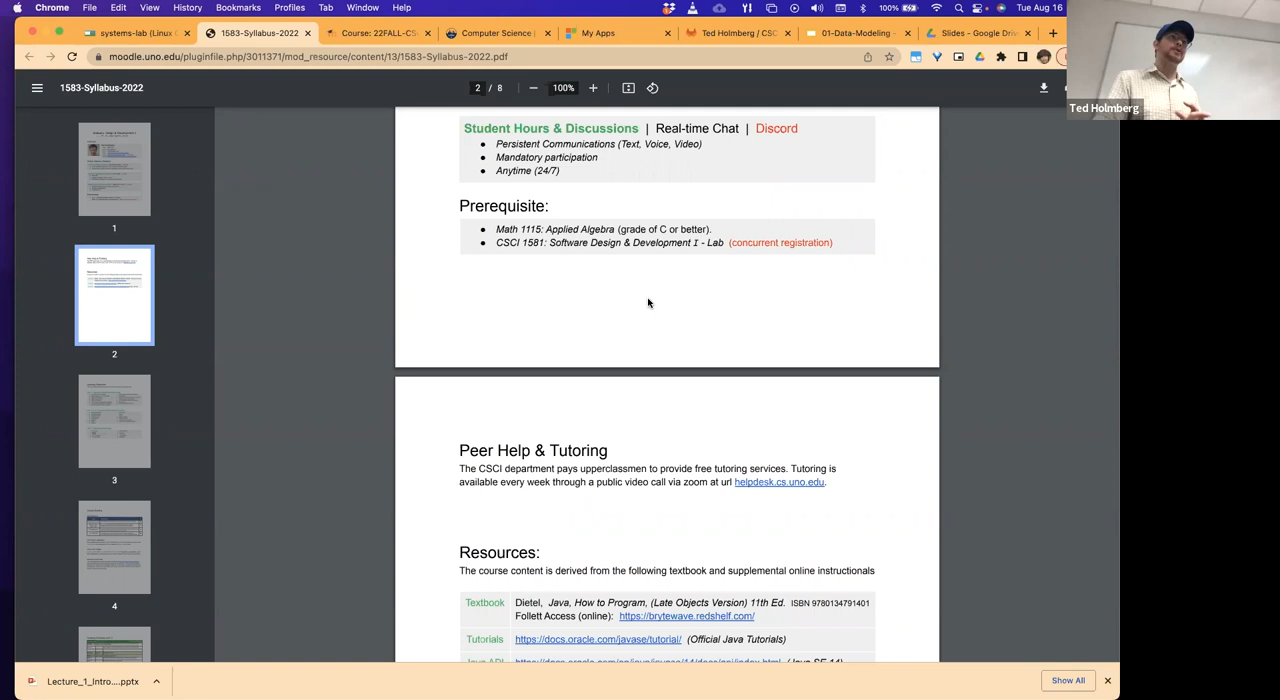 Chrome File Edit View History Bookmarks Profiles Tab Window Help 100% Tue Aug 16
systems-lab (Linux 1583-Syllabus-2022 Course: 22FALL-CS Computer Science | My Apps Ted Holmberg / CSC 01-Data-Modeling - Slides - Google Driv
moodle.uno.edu/pluginfile.php/3011371/mod_resource/content/13/1583-Syllabus-2022.pdf
1583-Syllabus-2022 2 / 8 100%
Ted Holmberg
1
2
3
4
Student Hours & Discussions | Real-time Chat | Discord
● Persistent Communications (Text, Voice, Video)
● Mandatory participation
● Anytime (24/7)
Prerequisite:
● Math 1115: Applied Algebra (grade of C or better).
● CSCI 1581: Software Design & Development I - Lab (concurrent registration)
Peer Help & Tutoring
The CSCI department pays upperclassmen to provide free tutoring services. Tutoring is
available every week through a public video call via zoom at url helpdesk.cs.uno.edu.
Resources:
The course content is derived from the following textbook and supplemental online instructionals
Textbook Dietel, Java, How to Program, (Late Objects Version) 11th Ed. ISBN 9780134791401
Follett Access (online): https://brytewave.redshelf.com/
Tutorials https://docs.oracle.com/javase/tutorial/ (Official Java Tutorials)
Lecture_1_Intro....pptx Show All